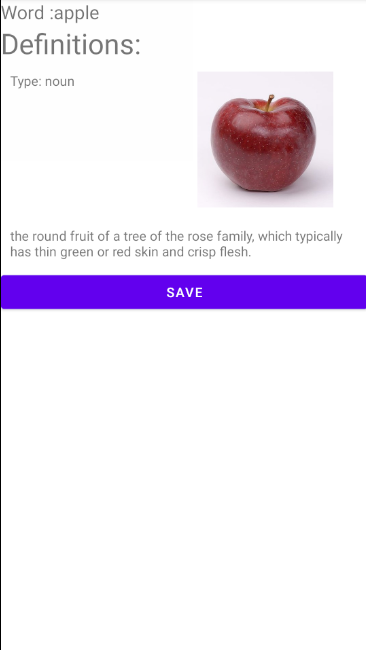 Word :apple
Definitions:
Type: noun
the round fruit of a tree of the rose family, which typically
has thin green or red skin and crisp flesh.
SAVE